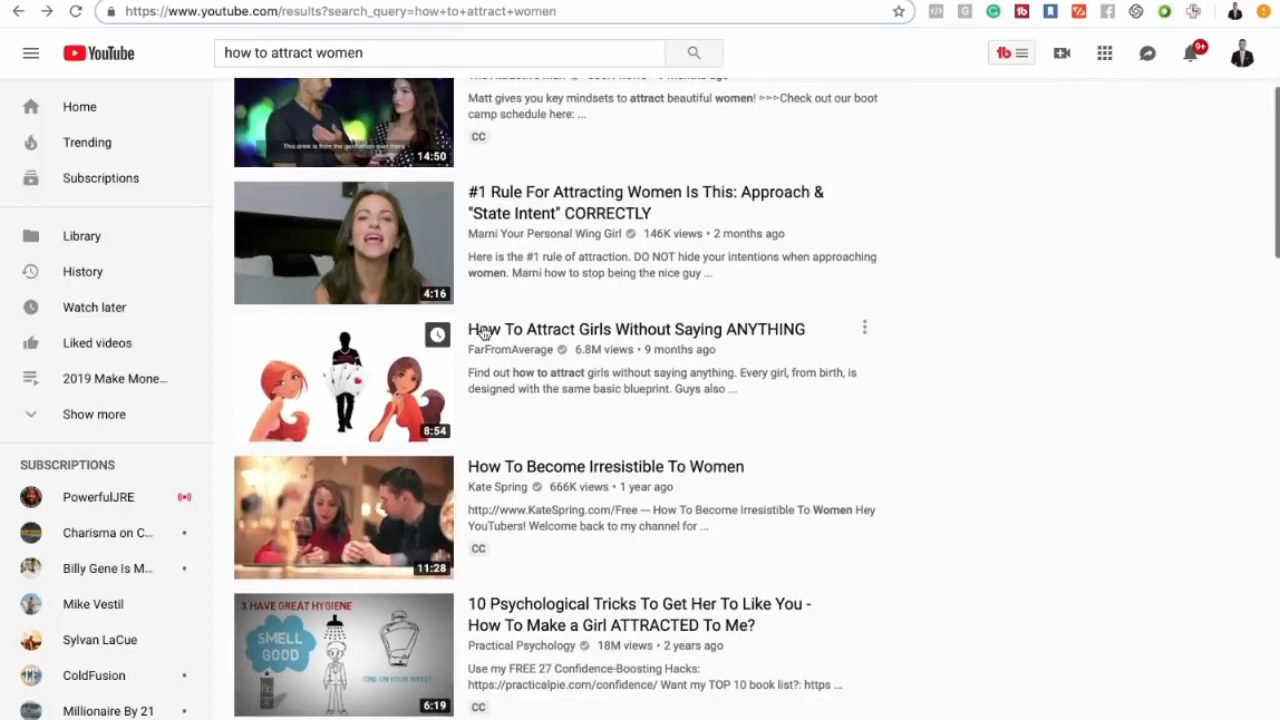 https://www.youtube.com/results?search_query=how+to+attract+women
YouTube
how to attract women
tb
9+
Home
Trending
Subscriptions
Library
History
Watch later
Liked videos
2019 Make Mone...
Show more
SUBSCRIPTIONS
PowerfulJRE
Charisma on C...
Billy Gene Is M...
Mike Vestil
Sylvan LaCue
ColdFusion
Millionaire By 21
This drink is from the gentleman over there
14:50
Matt gives you key mindsets to attract beautiful women! >>>Check out our boot
camp schedule here: ...
CC
4:16
#1 Rule For Attracting Women Is This: Approach &
"State Intent" CORRECTLY
Marni Your Personal Wing Girl 146K views • 2 months ago
Here is the #1 rule of attraction. DO NOT hide your intentions when approaching
women. Marni how to stop being the nice guy ...
8:54
How To Attract Girls Without Saying ANYTHING
FarFromAverage 6.8M views • 9 months ago
Find out how to attract girls without saying anything. Every girl, from birth, is
designed with the same basic blueprint. Guys also ...
11:28
How To Become Irresistible To Women
Kate Spring 666K views • 1 year ago
http://www.KateSpring.com/Free — How To Become Irresistible To Women Hey
YouTubers! Welcome back to my channel for ...
CC
3. HAVE GREAT HYGIENE
SMELL
GOOD
6:19
10 Psychological Tricks To Get Her To Like You -
How To Make a Girl ATTRACTED To Me?
Practical Psychology 18M views • 2 years ago
Use my FREE 27 Confidence-Boosting Hacks:
https://practicalpie.com/confidence/ Want my TOP 10 book list?: https ...
CC